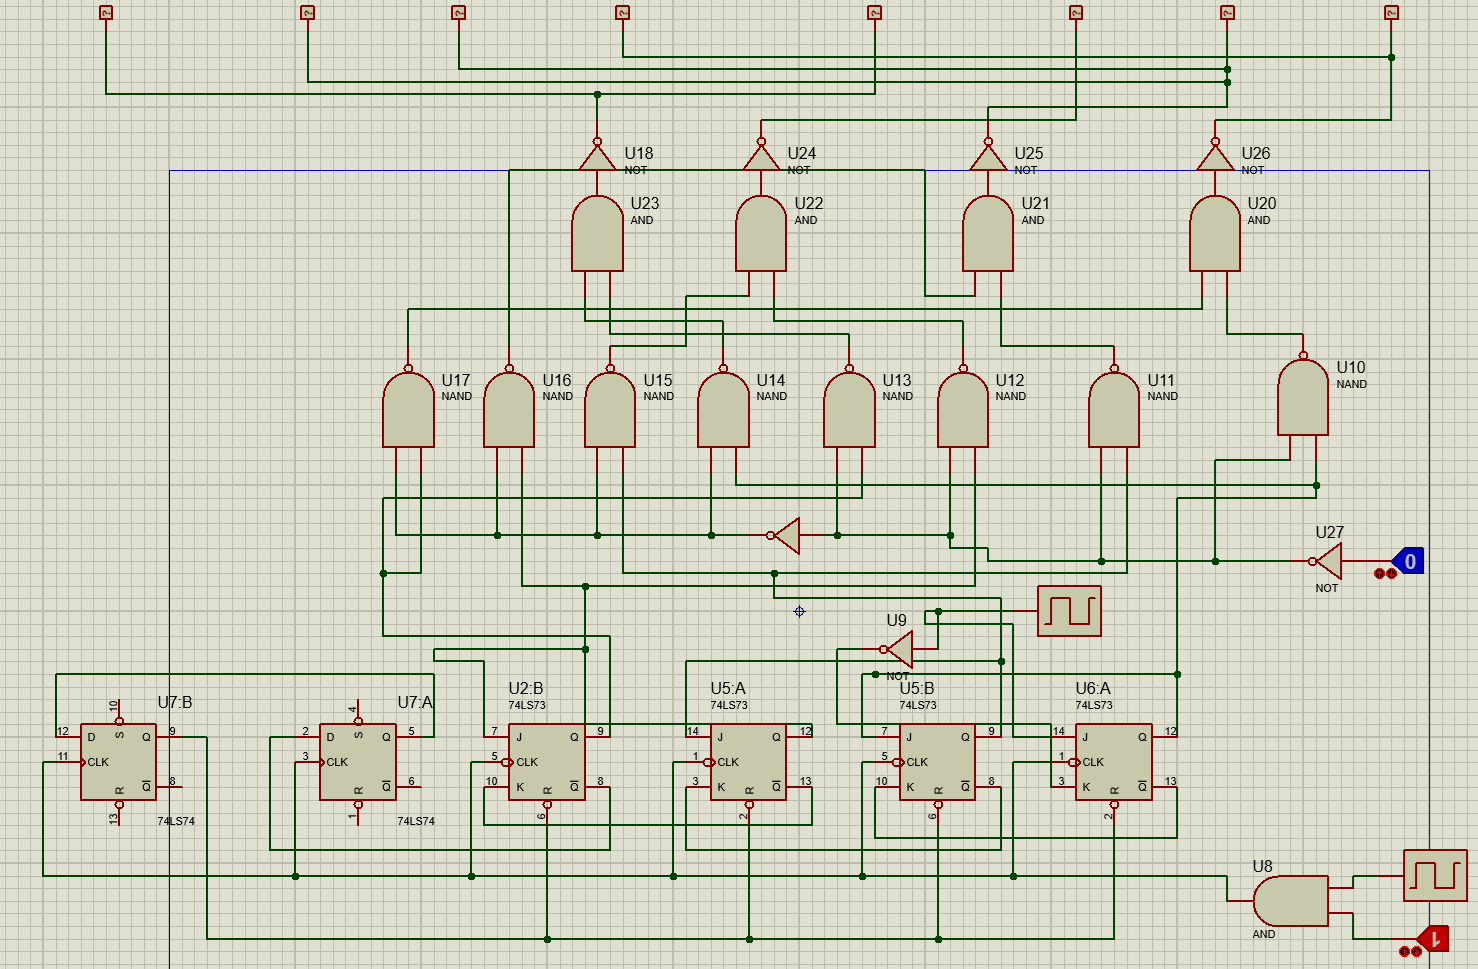 ? ? ? ? ? ? ? ?
U18 U24 U25 U26
NOT NOT NOT NOT
U23 U22 U21 U20
AND AND AND AND
U17 U16 U15 U14 U13 U12 U11 U10
NAND NAND NAND NAND NAND NAND NAND NAND
U27
0
NOT
U9
NOT
U7:B U7:A U2:B U5:A U5:B U6:A
74LS73 74LS73 74LS73 74LS73
10 4
12 D S Q 9 2 D S Q 5 7 J Q 9 14 J Q 12 7 J Q 9 14 J Q 12
11 CLK 3 CLK 5 CLK 1 CLK 5 CLK 1 CLK
R Q 8 R Q 6 10 K R Q 8 3 K R Q 13 10 K R Q 8 3 K R Q 13
13 1 6 2 6 2
74LS74 74LS74
U8
AND
1